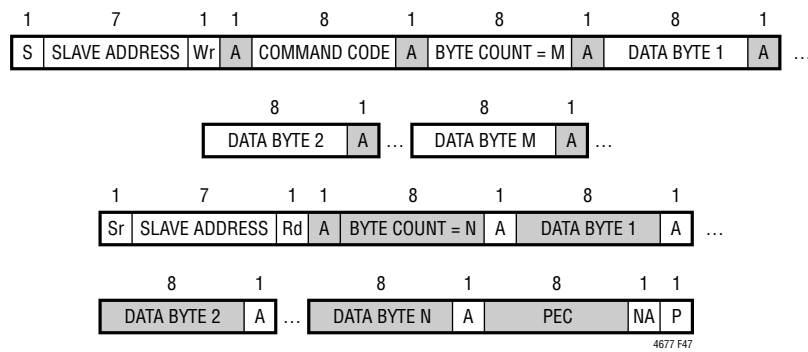 1 7 1 1 8 1 8 1 8 1
S SLAVE ADDRESS Wr A COMMAND CODE A BYTE COUNT = M A DATA BYTE 1 A …
8 1 8 1
DATA BYTE 2 A … DATA BYTE M A …
1 7 1 1 8 1 8 1
Sr SLAVE ADDRESS Rd A BYTE COUNT = N A DATA BYTE 1 A …
8 1 8 1 8 1 1
DATA BYTE 2 A … DATA BYTE N A PEC NA P
4677 F47